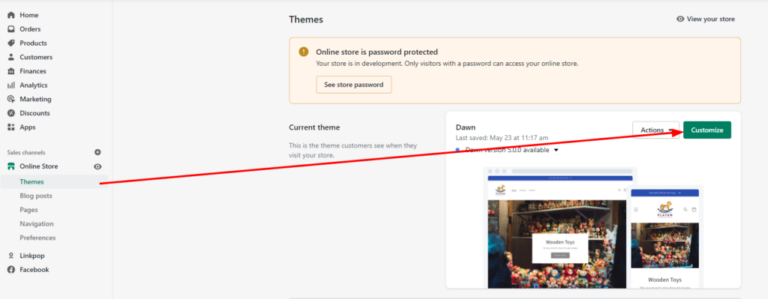 Home
Orders
Products
Customers
Finances
Analytics
Marketing
Discounts
Apps
Sales channels
Online Store
Themes
Blog posts
Pages
Navigation
Preferences
Linkpop
Facebook
Themes
View your store
Online store is password protected
Your store is in development. Only visitors with a password can access your online store.
See store password
Current theme
This is the theme customers see when they
visit your store.
Dawn
Last saved: May 23 at 11:17 am
Dawn version 5.0.0 available
Actions
Customize
Wooden Toys
Wooden Toys